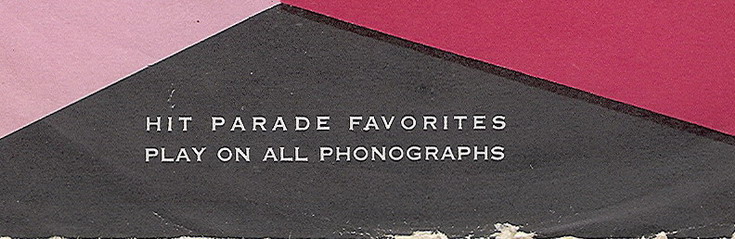 HIT PARADE FAVORITES
PLAY ON ALL PHONOGRAPHS